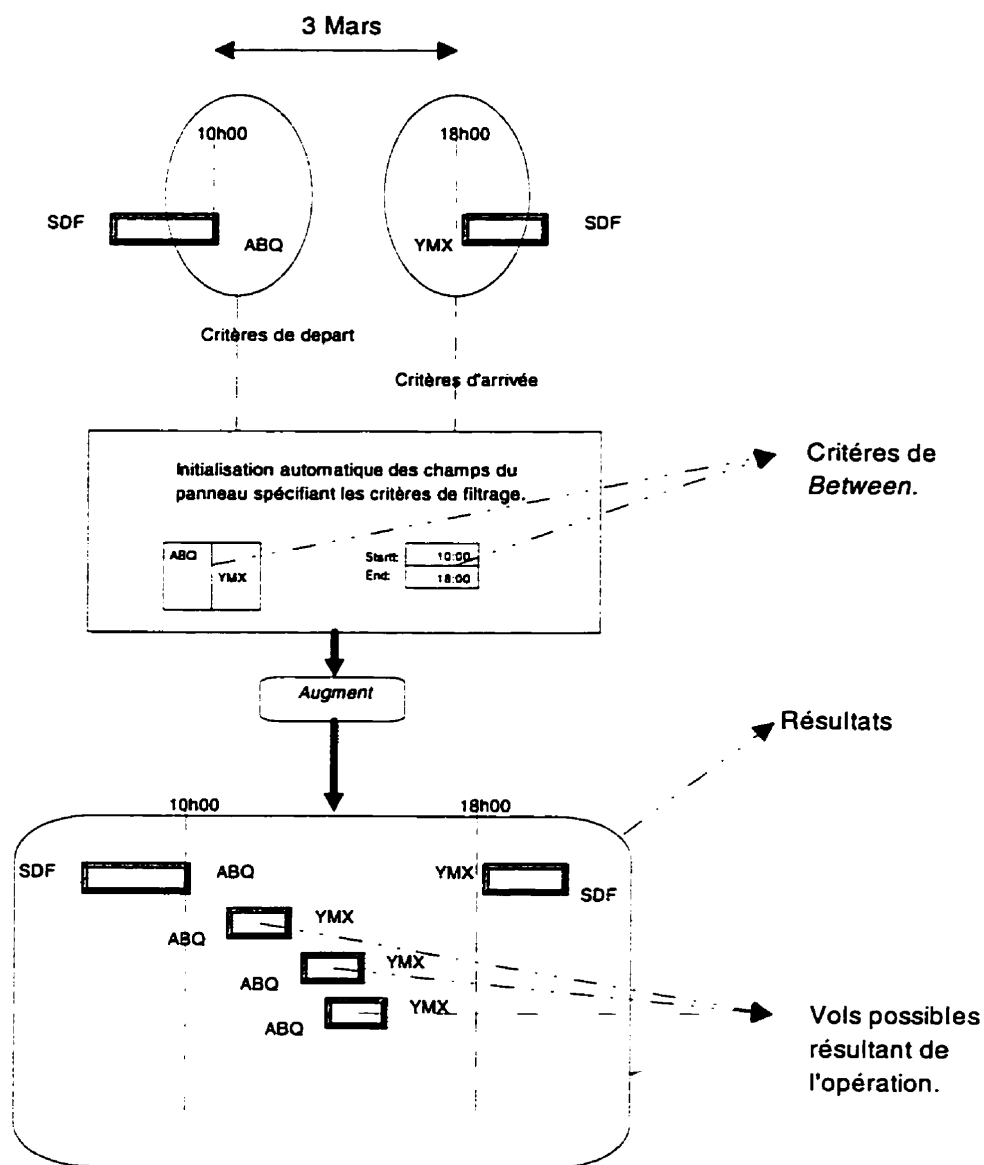 3 Mars
10h00
18h00
SDF
ABQ
YMX
SDF
Critères de depart
Critères d'arrivée
Initialisation automatique des champs du
panneau spécifiant les critères de filtrage.
Critéres de
Between.
ABQ
YMX
Start:
10:00
End:
18:00
Augment
Résultats
10h00
18h00
SDF
ABQ
YMX
SDF
ABQ
YMX
ABQ
YMX
ABQ
YMX
Vols possibles
résultant de
l'opération.